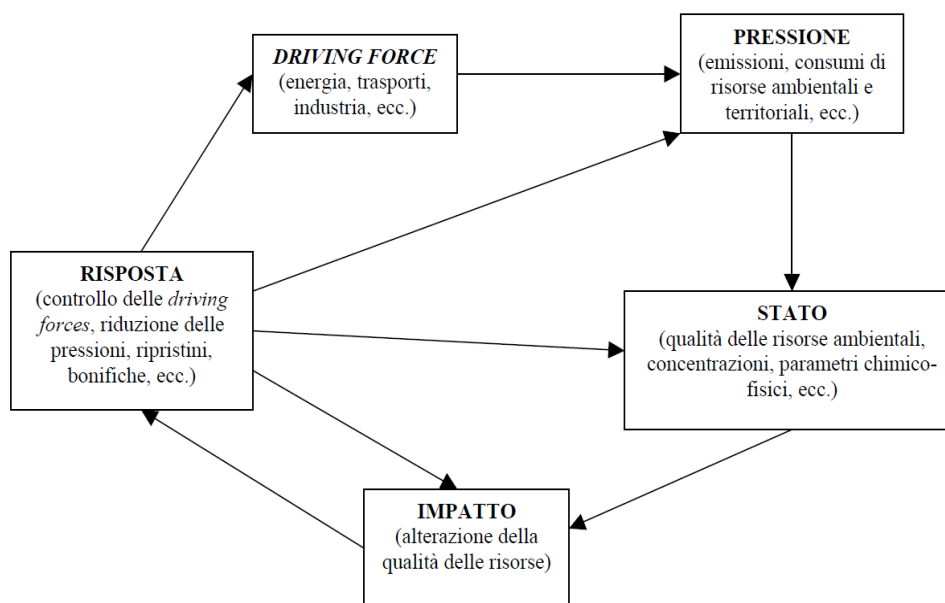 DRIVING FORCE
(energia, trasporti,
industria, ecc.)
PRESSIONE
(emissioni, consumi di
risorse ambientali e
territoriali, ecc.)
RISPOSTA
(controllo delle driving
forces, riduzione delle
pressioni, ripristini,
bonifiche, ecc.)
STATO
(qualità delle risorse ambientali,
concentrazioni, parametri chimico-
fisici, ecc.)
IMPATTO
(alterazione della
qualità delle risorse)